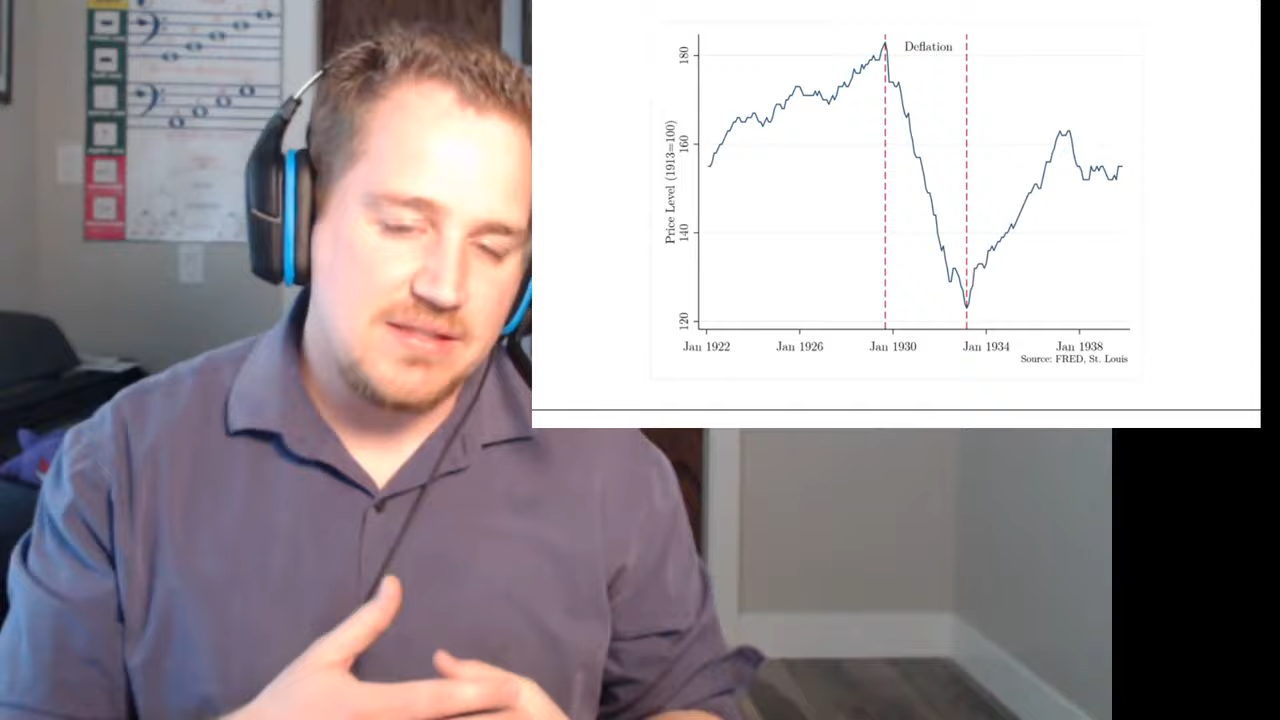 Deflation
Price Level (1913=100)
180
160
140
120
Jan 1922 Jan 1926 Jan 1930 Jan 1934 Jan 1938
Source: FRED, St. Louis